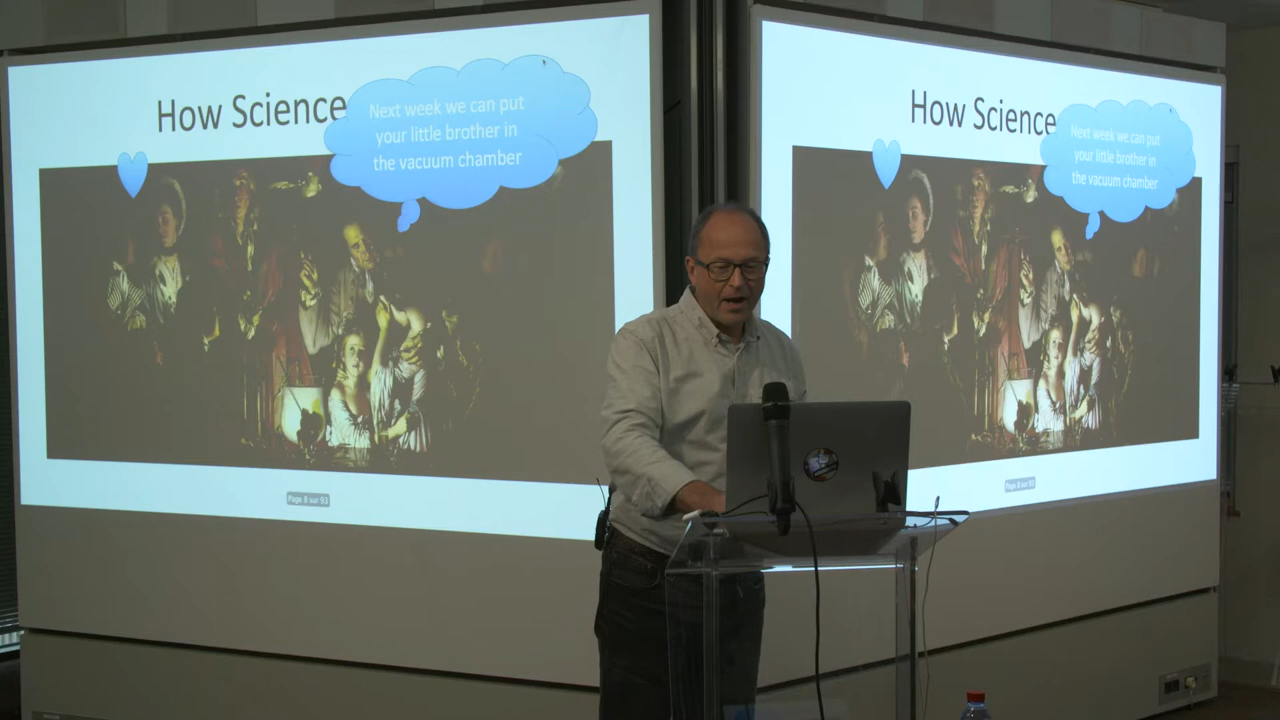 How Science
Next week we can put
your little brother in
the vacuum chamber
Page 8 sur 93
How Science
Next week we can put
your little brother in
the vacuum chamber
Page 8 sur 93